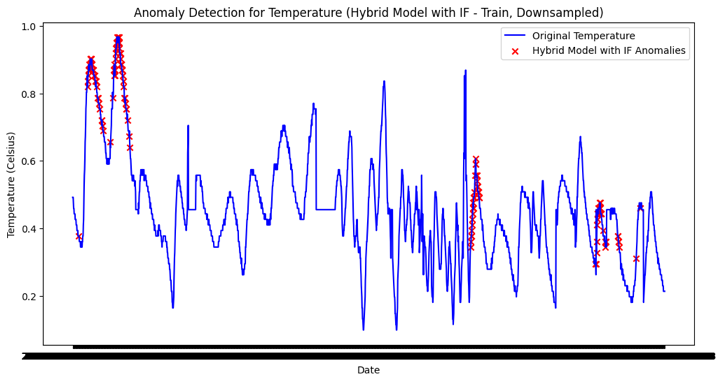 Anomaly Detection for Temperature (Hybrid Model with IF - Train, Downsampled)
Original Temperature
Hybrid Model with IF Anomalies
1.0
0.8
0.6
0.4
0.2
Temperature (Celsius)
Date